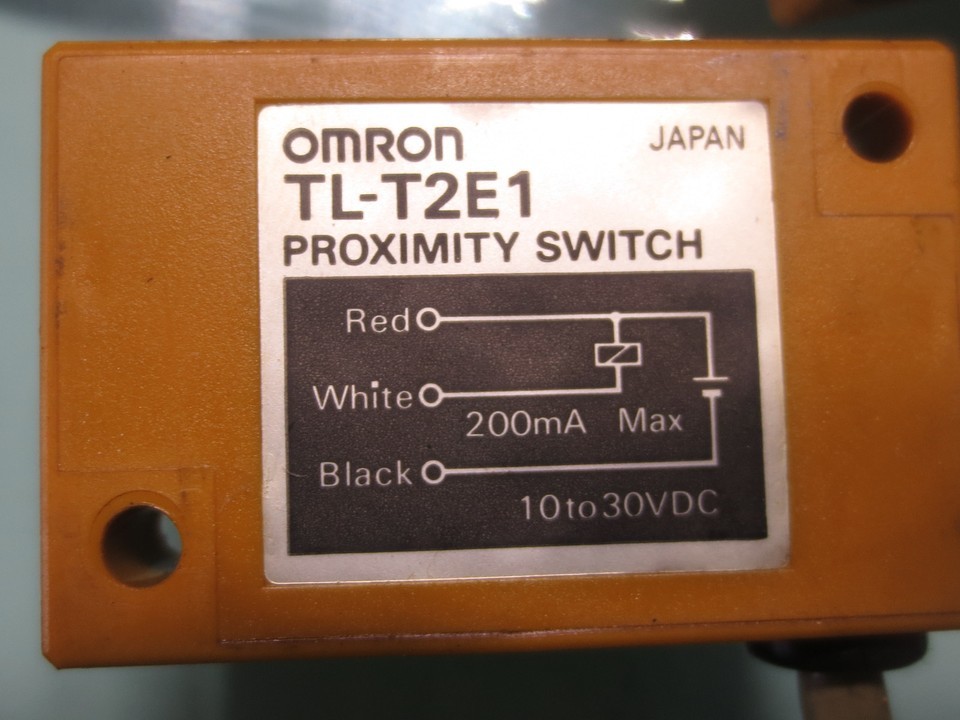 OMRON
JAPAN
TL-T2E1
PROXIMITY SWITCH
Red
White
200mA Max
Black
10to30VDC